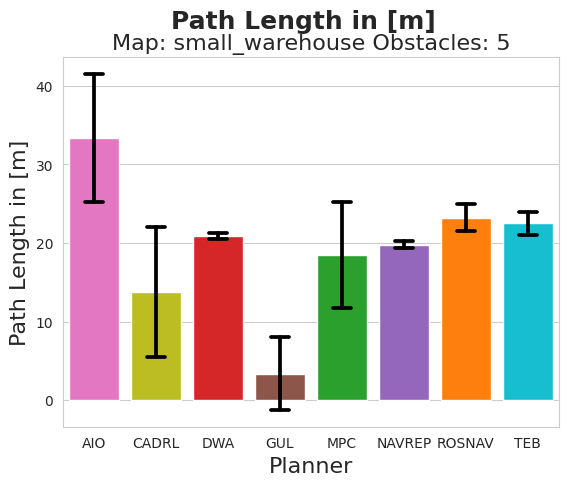 Path Length in [m]
Map: small_warehouse Obstacles: 5
Path Length in [m]
40
30
20
10
0
AIO CADRL DWA GUL MPC NAVREP ROSNAV TEB
Planner